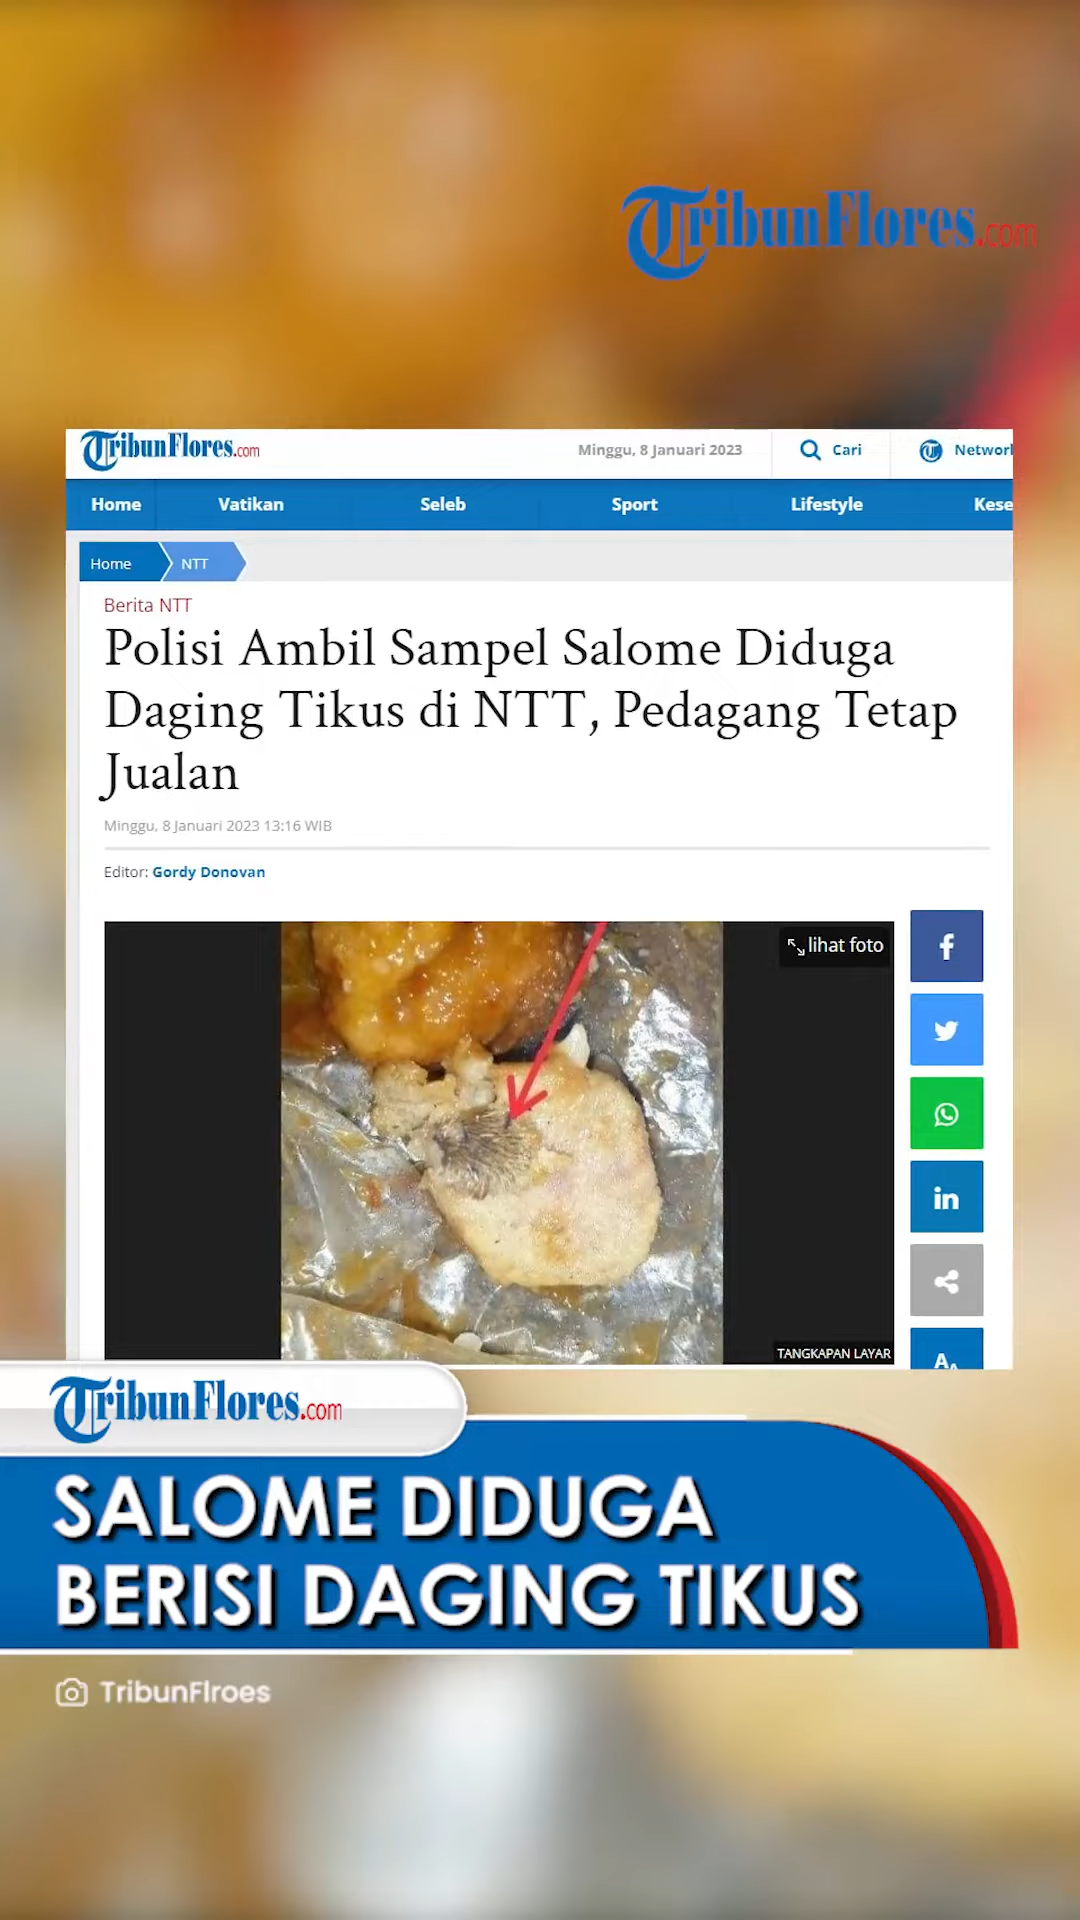 TribunFlores.com
TribunFlores.com
Minggu, 8 Januari 2023
Cari
Networ
Home
Vatikan
Seleb
Sport
Lifestyle
Kese
Home
NTT
Berita NTT
Polisi Ambil Sampel Salome Diduga
Daging Tikus di NTT, Pedagang Tetap
Jualan
Minggu, 8 Januari 2023 13:16 WIB
Editor: Gordy Donovan
lihat foto
TANGKAPAN LAYAR
TribunFlores.com
SALOME DIDUGA
BERISI DAGING TIKUS
TribunFlroes